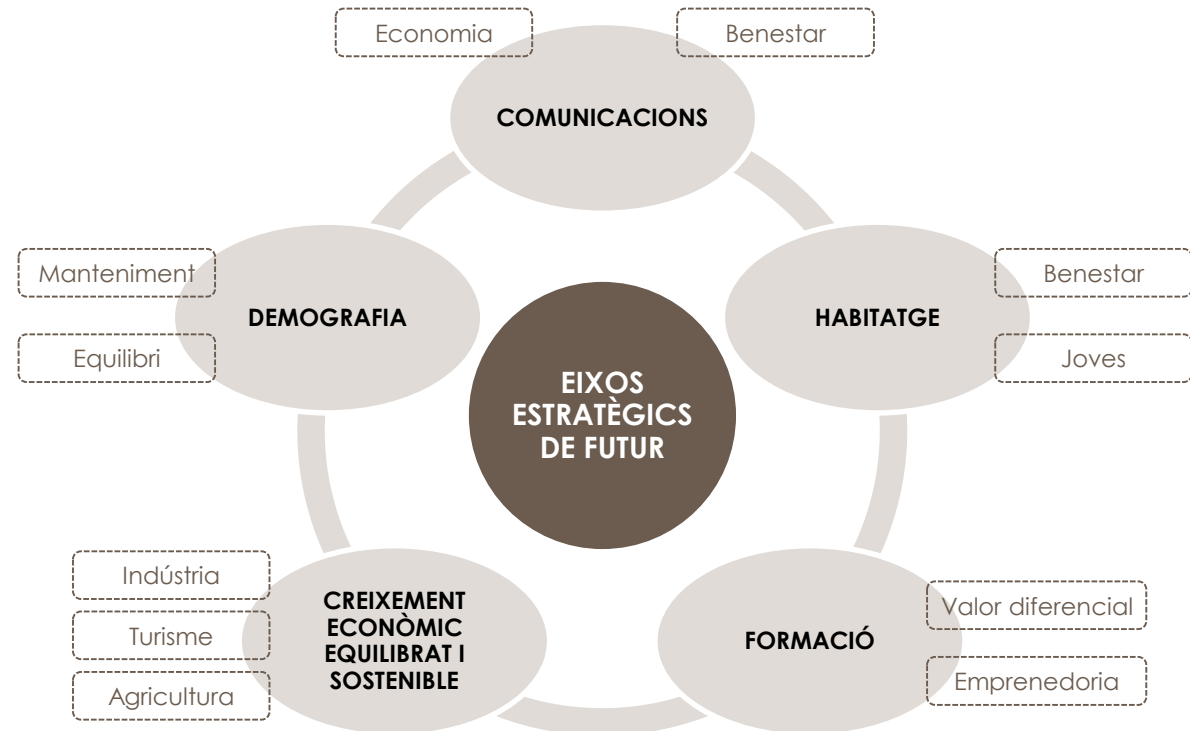 Economia
Benestar
COMUNICACIONS
Manteniment
Equilibri
DEMOGRAFIA
HABITATGE
Benestar
Joves
EIXOS
ESTRATÈGICS
DE FUTUR
Indústria
Turisme
Agricultura
CREIXEMENT
ECONÒMIC
EQUILIBRAT I
SOSTENIBLE
FORMACIÓ
Valor diferencial
Emprenedoria